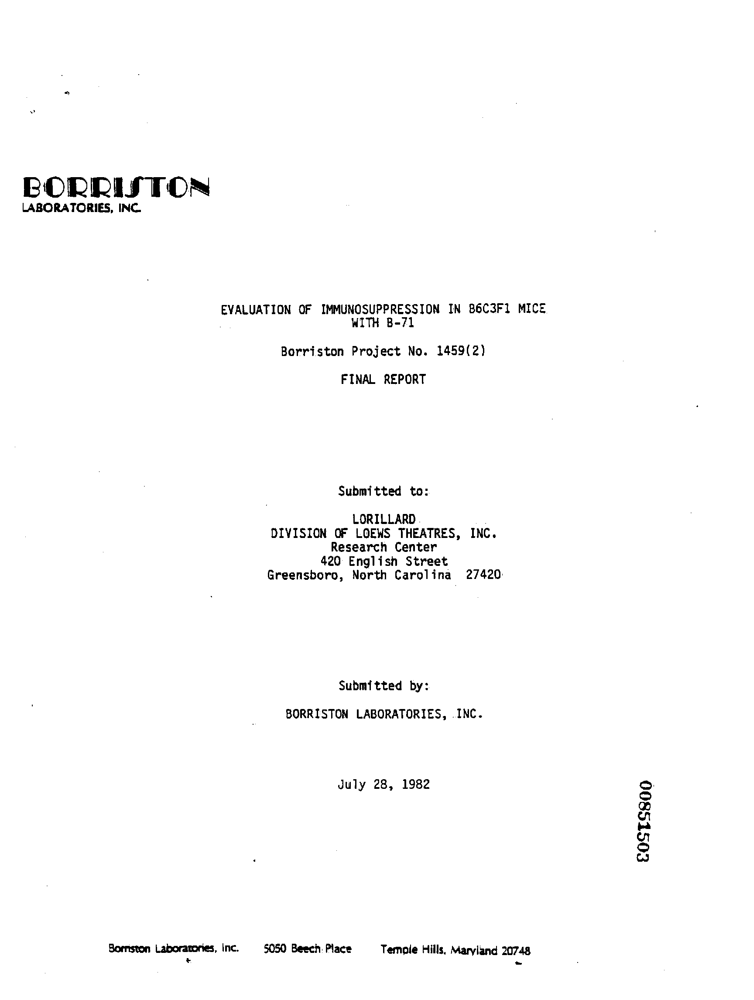 BORRISTON
LABORATORIES, INC.
EVALUATION OF IMMUNOSUPPRESSION IN B6C3F1 MICE
WITH B-71
Borriston Project No. 1459(2)
FINAL REPORT
Submitted to:
LORILLARD
DIVISION OF LOEWS THEATRES, INC.
Research Center
420 English Street
Greensboro, North Carolina 27420
Submitted by:
BORRISTON LABORATORIES, INC.
July 28, 1982
00851503
Borriston Laboratories, Inc. 5050 Beech Place Temple Hills, Maryland 20748